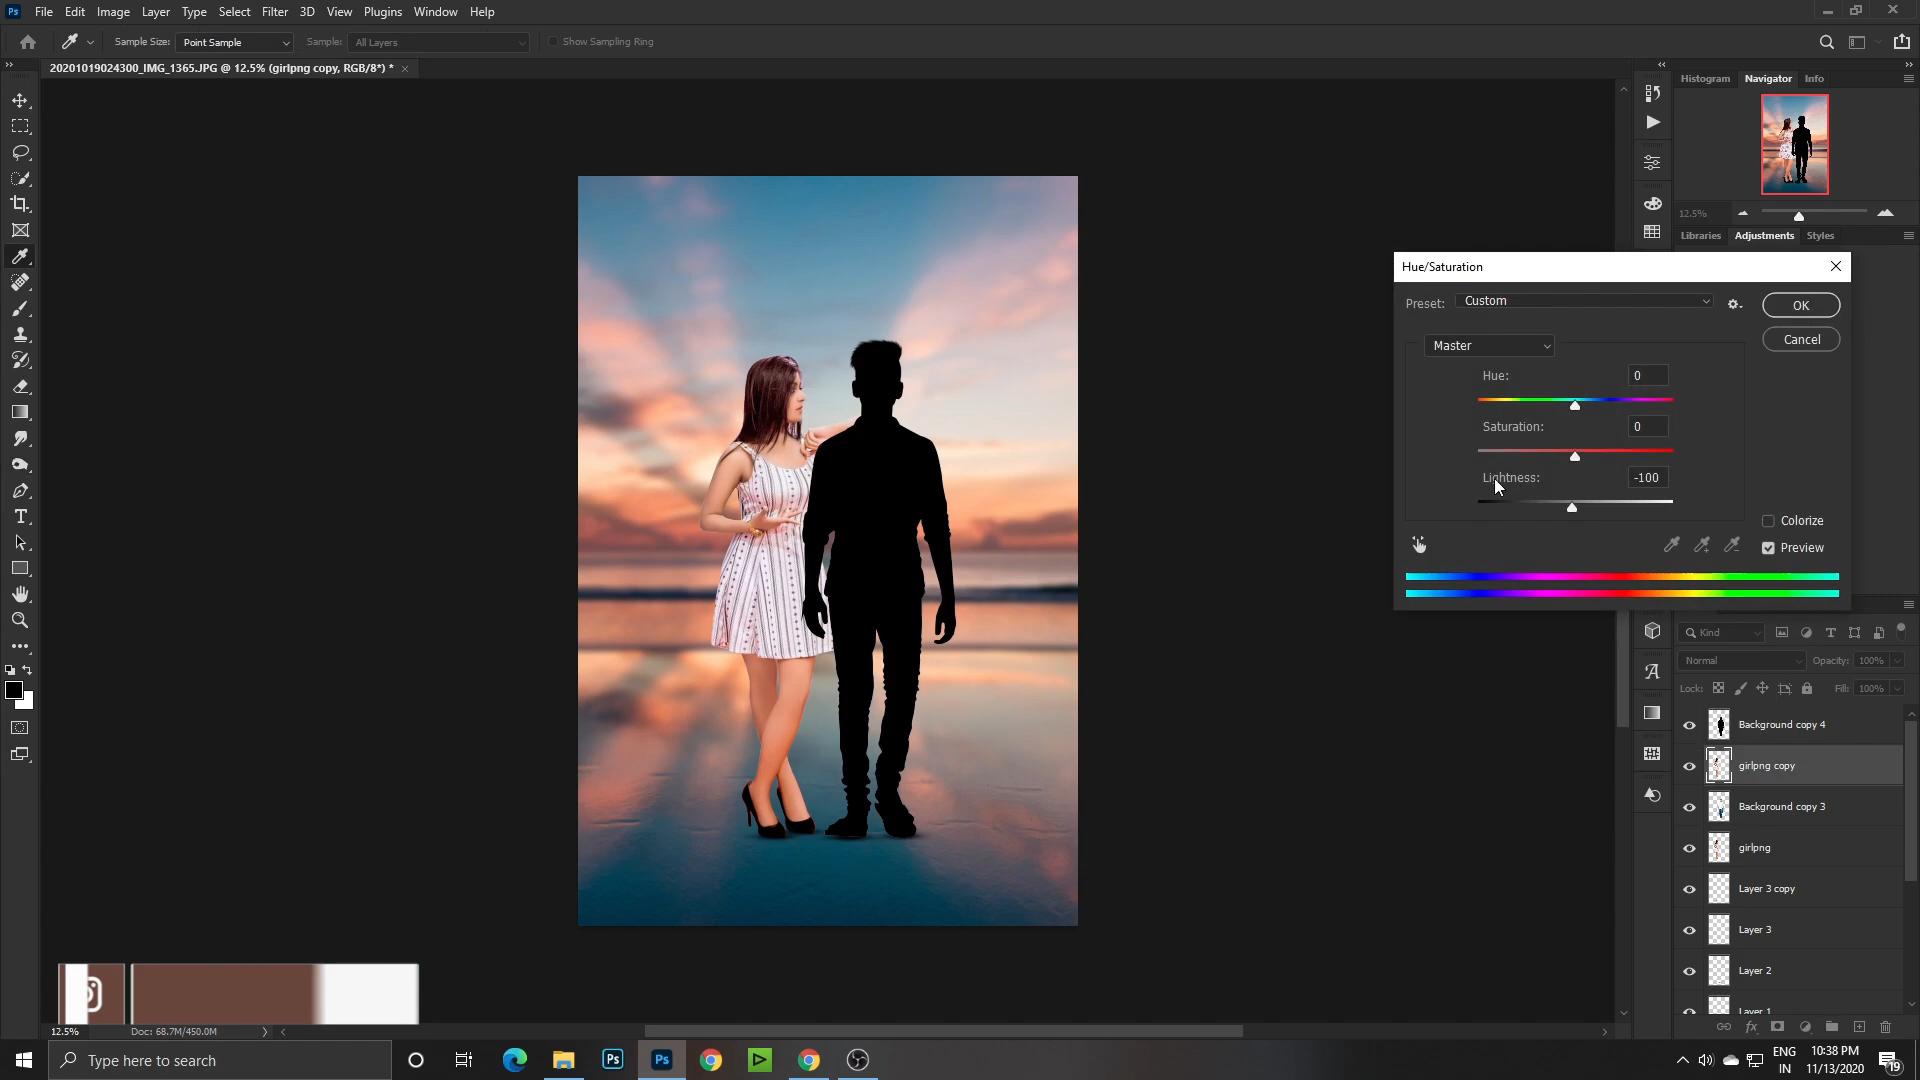 Ps File Edit Image Layer Type Select Filter 3D View Plugins Window Help
Sample Size: Point Sample Sample: All Layers Show Sampling Ring
20201019024300_IMG_1365.JPG @ 12.5% (girlpng copy, RGB/8*) *
Histogram Navigator Info
12.5%
Libraries Adjustments Styles
Hue/Saturation
Preset: Custom
OK
Master
Cancel
Hue: 0
Saturation: 0
Lightness: -100
Colorize
Preview
Kind
Normal Opacity: 100%
Lock: Fill: 100%
Background copy 4
girlpng copy
Background copy 3
girlpng
Layer 3 copy
Layer 3
Layer 2
Layer 1
12.5% Doc: 68.7M/450.0M
Type here to search
Ps
Ps
ENG
IN
10:38 PM
11/13/2020
19